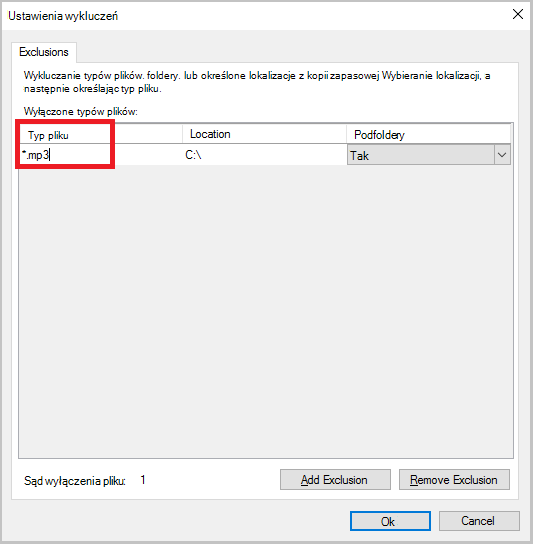 Ustawienia wykluczeń
Exclusions
Wykluczanie typów plików. foldery. lub określone lokalizacje z kopii zapasowej Wybieranie lokalizacji, a
następnie określając typ pliku.
Wyłączone typów plików:
Typ pliku Location Podfoldery
*.mp3 C:\ Tak
Sąd wyłączenia pliku: 1 Add Exclusion Remove Exclusion
Ok Cancel